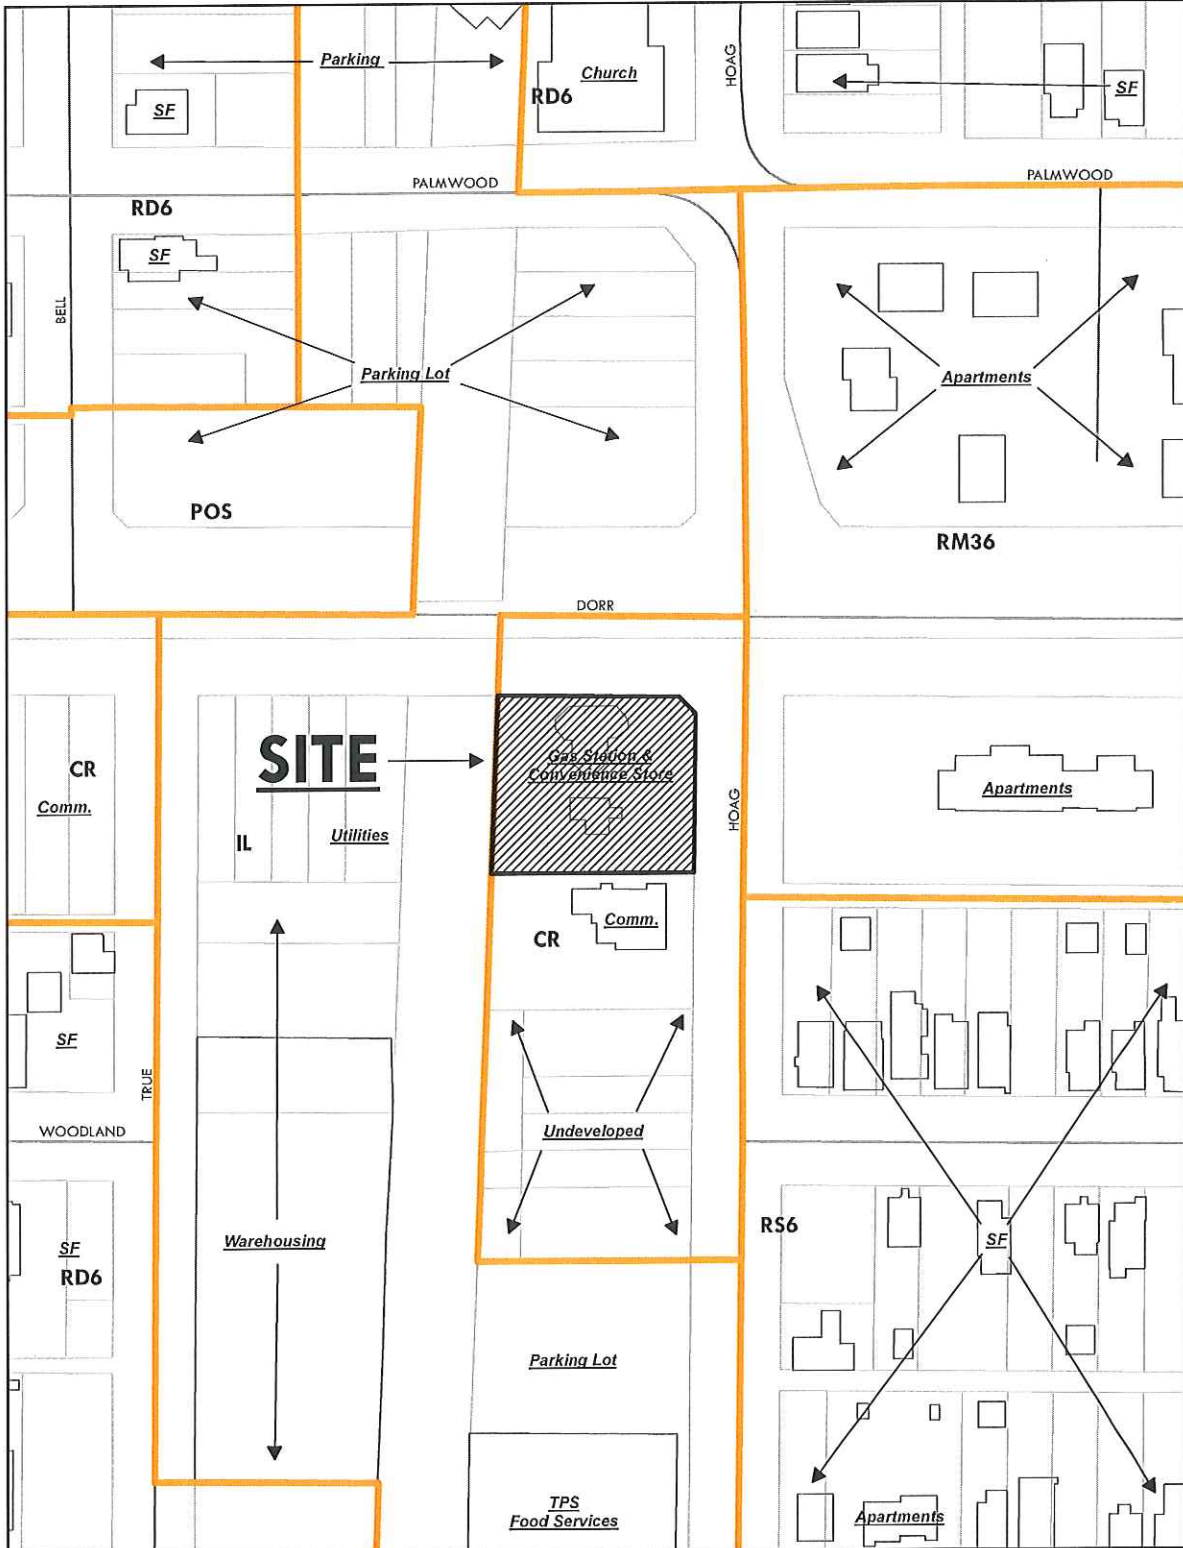 Parking
Church
HOAG
RD6
SF
SF
PALMWOOD
PALMWOOD
RD6
SF
BELL
Parking Lot
Apartments
POS
RM36
DORR
SITE
Gas Station &
Convenience Store
CR
Comm.
IL
Utilities
HOAG
Apartments
CR
Comm.
SF
TRUE
WOODLAND
Undeveloped
RS6
SF
Warehousing
SF
RD6
Parking Lot
TPS
Food Services
Apartments